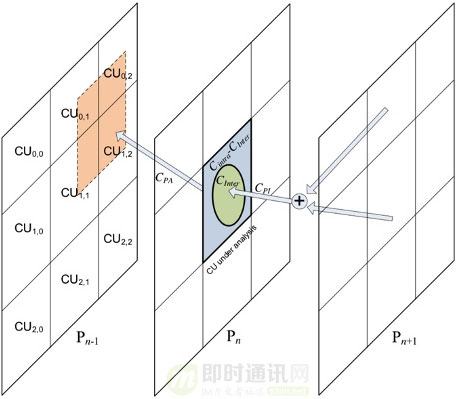 CU0,2
CU0,1
CU0,0
CU1,2
CU1,1
CU1,0
CU2,2
CU2,1
CU2,0
Pn-1
CPA
Cintra-CInter
CInter
CPI
CU under analysis
Pn
+
Pn+1
即时通讯网